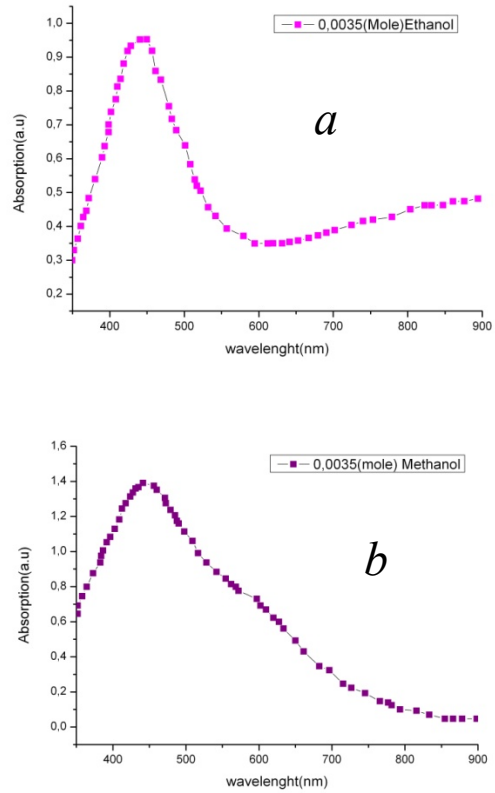 0,0035(Mole)Ethanol
a
Absorption(a.u)
1,0
0,9
0,8
0,7
0,6
0,5
0,4
0,3
0,2
400 500 600 700 800 900
wavelenght(nm)
0,0035(mole) Methanol
b
Absorption(a.u)
1,6
1,4
1,2
1,0
0,8
0,6
0,4
0,2
0,0
400 500 600 700 800 900
wavelenght(nm)